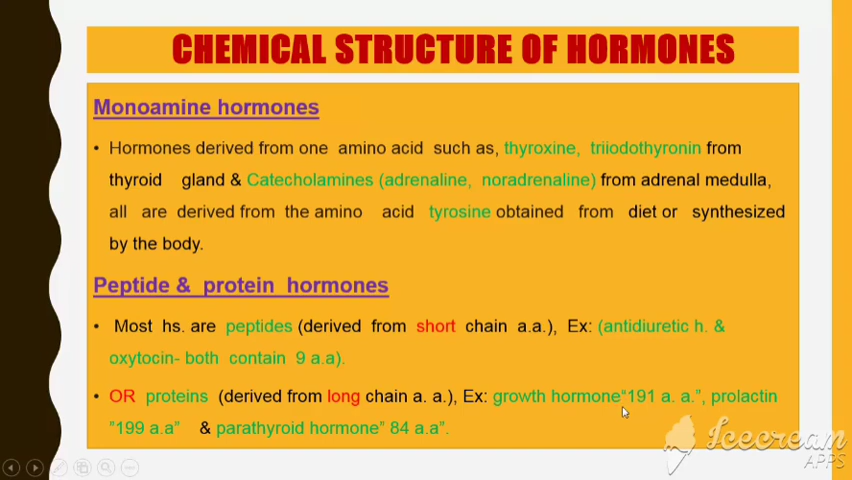 CHEMICAL STRUCTURE OF HORMONES
Monoamine hormones
• Hormones derived from one amino acid such as, thyroxine, triiodothyronin from
thyroid gland & Catecholamines (adrenaline, noradrenaline) from adrenal medulla,
all are derived from the amino acid tyrosine obtained from diet or synthesized
by the body.
Peptide & protein hormones
• Most hs. are peptides (derived from short chain a.a.), Ex: (antidiuretic h. &
oxytocin- both contain 9 a.a).
• OR proteins (derived from long chain a. a.), Ex: growth hormone“191 a. a.”, prolactin
”199 a.a” & parathyroid hormone” 84 a.a”.
Icecream
APPS